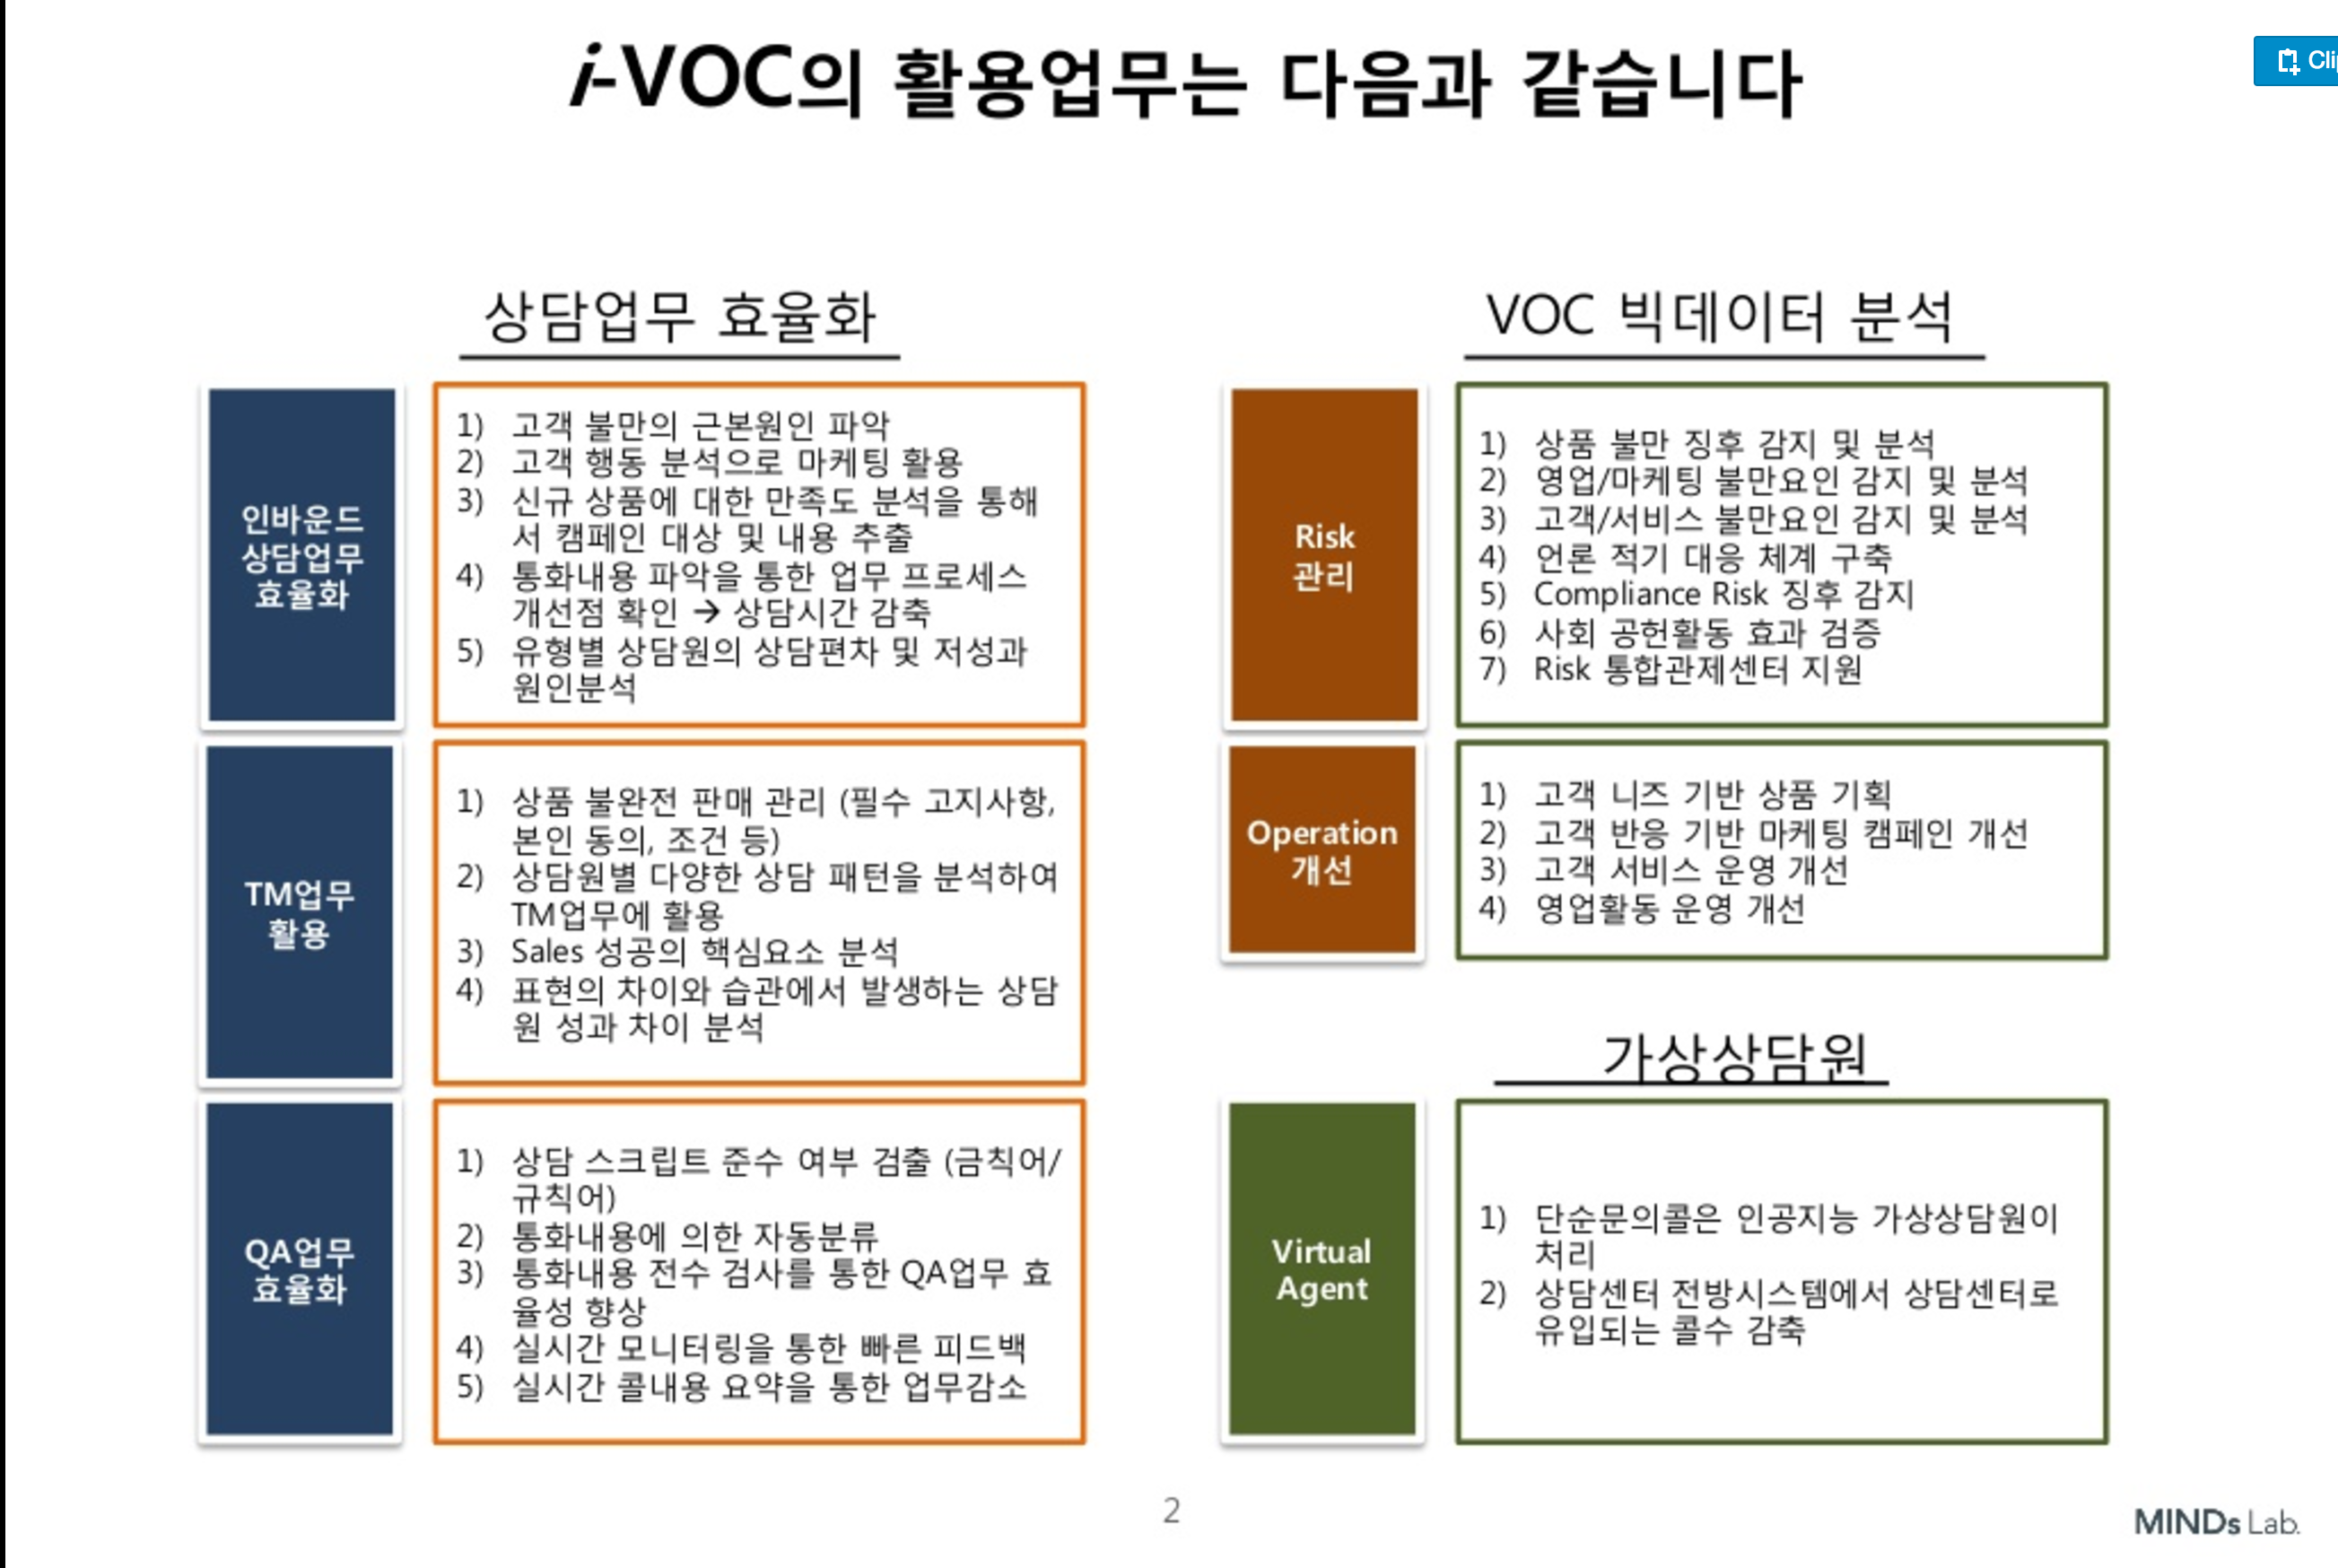 i-VOC의 활용업무는 다음과 같습니다
상담업무 효율화
인바운드
상담업무
효율화
1) 고객 불만의 근본원인 파악
2) 고객 행동 분석으로 마케팅 활용
3) 신규 상품에 대한 만족도 분석을 통해
서 캠페인 대상 및 내용 추출
4) 통화내용 파악을 통한 업무 프로세스
개선점 확인 → 상담시간 감축
5) 유형별 상담원의 상담편차 및 저성과
원인분석
TM업무
활용
1) 상품 불완전 판매 관리 (필수 고지사항,
본인 동의, 조건 등)
2) 상담원별 다양한 상담 패턴을 분석하여
TM업무에 활용
3) Sales 성공의 핵심요소 분석
4) 표현의 차이와 습관에서 발생하는 상담
원 성과 차이 분석
QA업무
효율화
1) 상담 스크립트 준수 여부 검출 (금칙어/
규칙어)
2) 통화내용에 의한 자동분류
3) 통화내용 전수 검사를 통한 QA업무 효
율성 향상
4) 실시간 모니터링을 통한 빠른 피드백
5) 실시간 콜내용 요약을 통한 업무감소
VOC 빅데이터 분석
Risk
관리
1) 상품 불만 징후 감지 및 분석
2) 영업/마케팅 불만요인 감지 및 분석
3) 고객/서비스 불만요인 감지 및 분석
4) 언론 적기 대응 체계 구축
5) Compliance Risk 징후 감지
6) 사회 공헌활동 효과 검증
7) Risk 통합관제센터 지원
Operation
개선
1) 고객 니즈 기반 상품 기획
2) 고객 반응 기반 마케팅 캠페인 개선
3) 고객 서비스 운영 개선
4) 영업활동 운영 개선
가상상담원
Virtual
Agent
1) 단순문의콜은 인공지능 가상상담원이
처리
2) 상담센터 전방시스템에서 상담센터로
유입되는 콜수 감축
2
MINDs Lab.